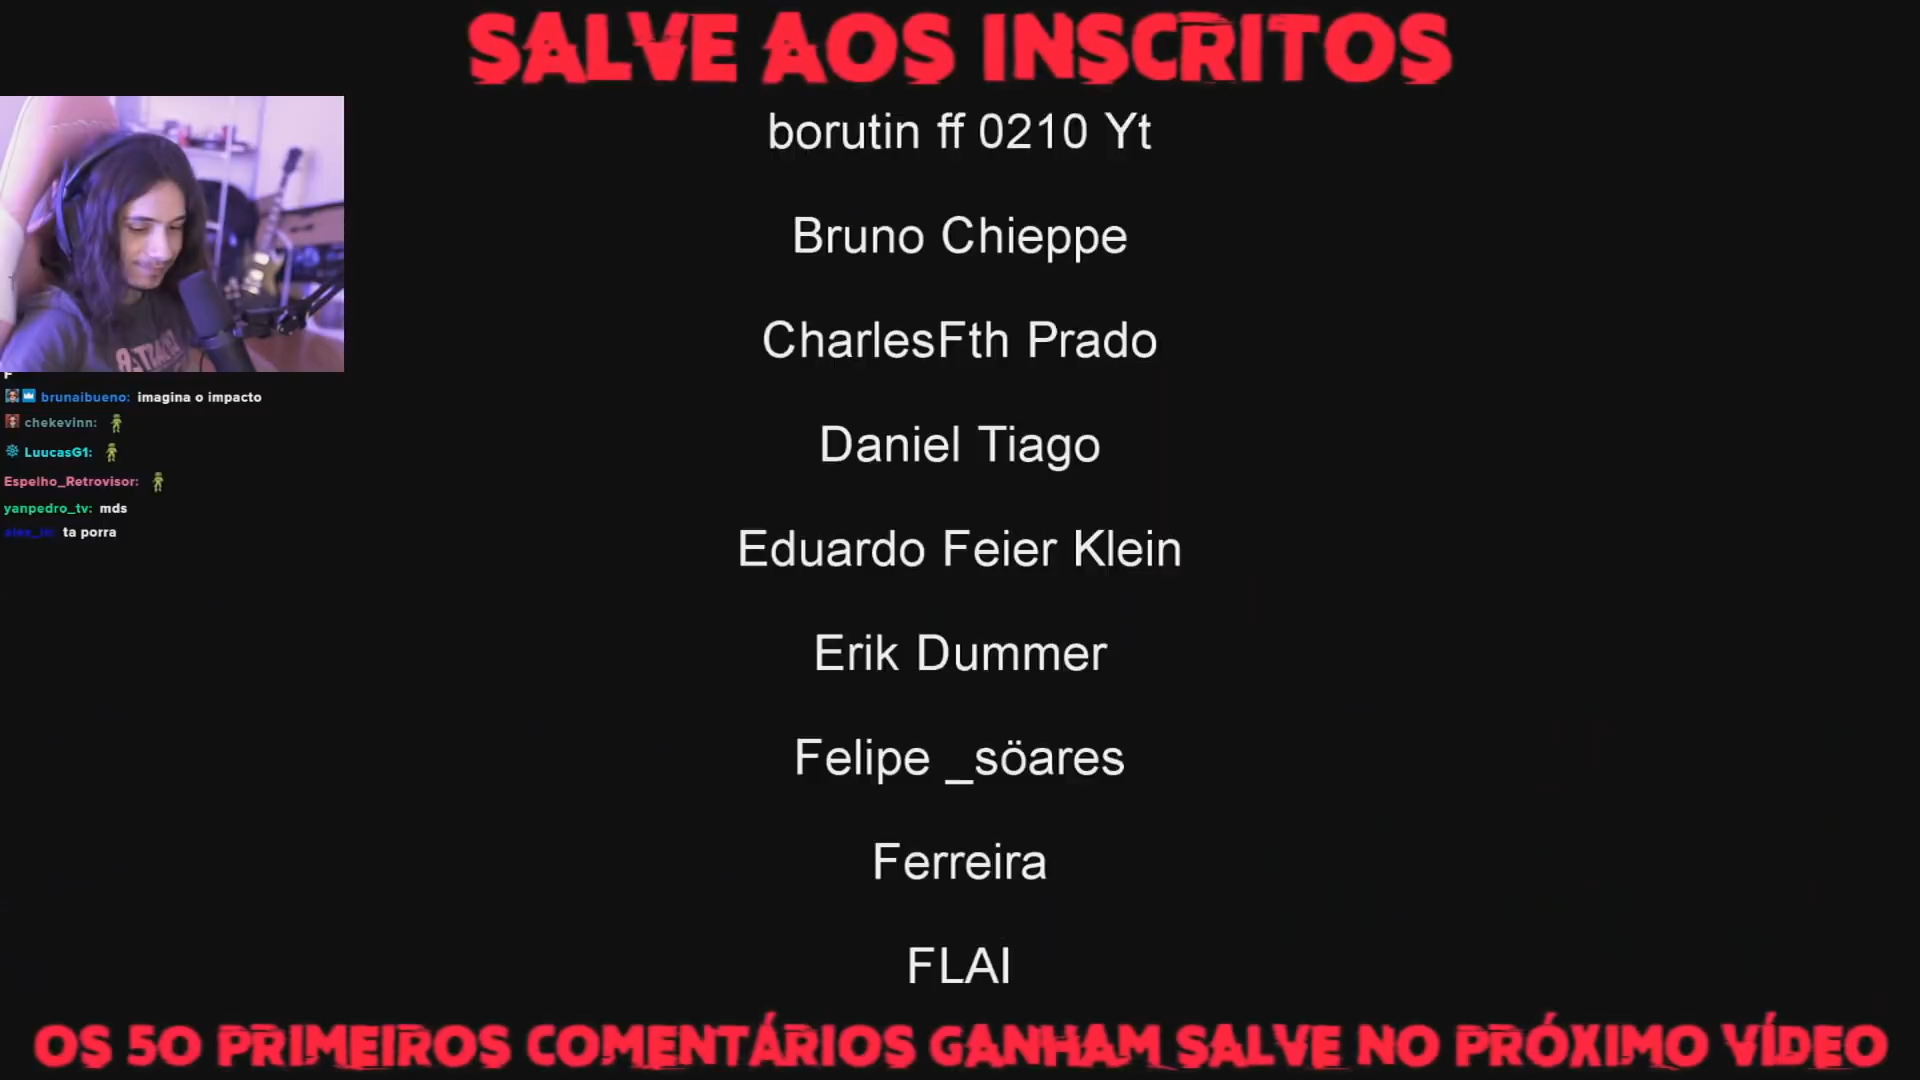 SALVE AOS INSCRITOS
borutin ff 0210 Yt
Bruno Chieppe
CharlesFth Prado
Daniel Tiago
Eduardo Feier Klein
Erik Dummer
Felipe _söares
Ferreira
FLAI
brunaibueno: imagina o impacto
chekevinn:
LuucasG1:
Espelho_Retrovisor:
yanpedro_tv: mds
ta porra
OS 50 PRIMEIROS COMENTÁRIOS GANHAM SALVE NO PRÓXIMO VÍDEO